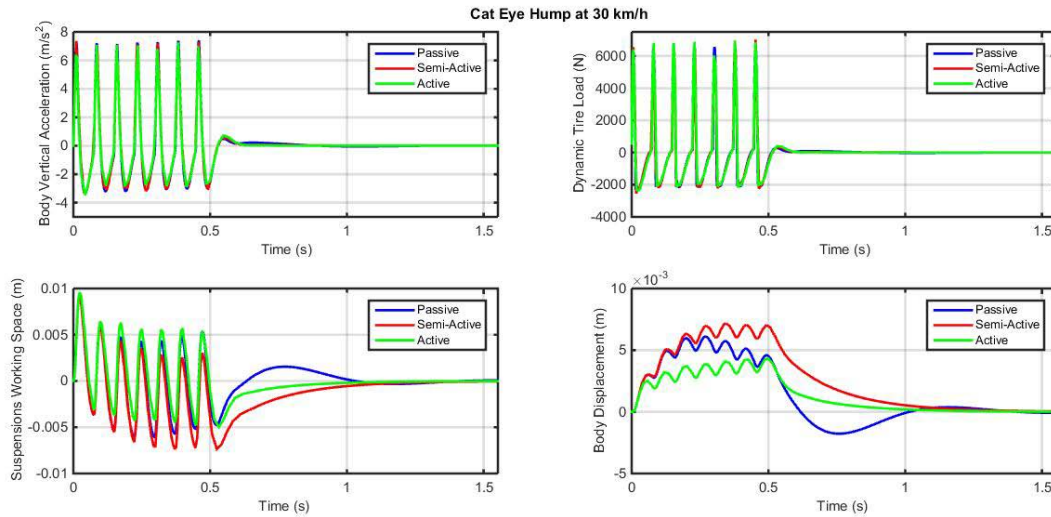 Cat Eye Hump at 30 km/h
Body Vertical Acceleration (m/s²)
8
6
4
2
0
-2
-4
0
0.5
1
1.5
Time (s)
Passive
Semi-Active
Active
Dynamic Tire Load (N)
6000
4000
2000
0
-2000
-4000
0
0.5
1
1.5
Time (s)
Passive
Semi-Active
Active
Suspensions Working Space (m)
0.01
0.005
0
-0.005
-0.01
0
0.5
1
1.5
Time (s)
Passive
Semi-Active
Active
Body Displacement (m)
×10⁻³
10
5
0
-5
0
0.5
1
1.5
Time (s)
Passive
Semi-Active
Active